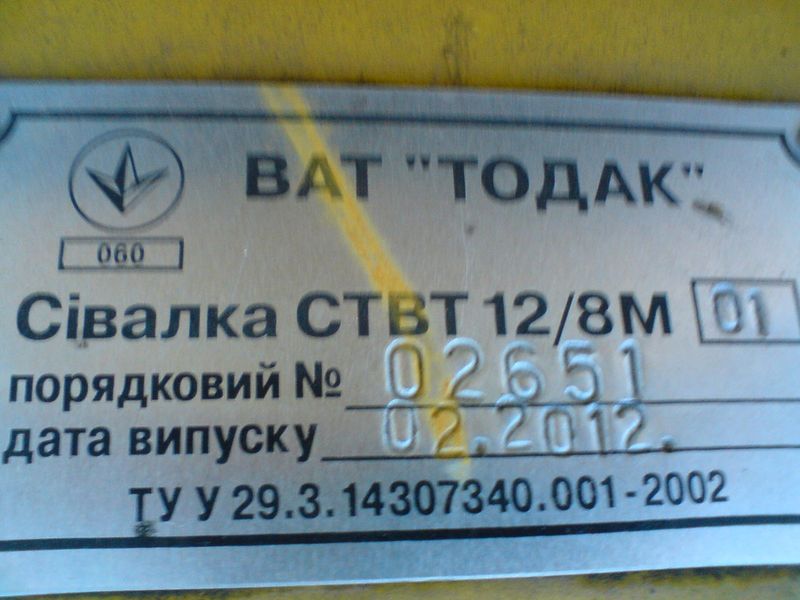 ВАТ "ТОДАК"
060
Сівалка СТВТ 12/8М 01
порядковий № 02651
дата випуску 02.2012.
ТУ У 29.3.14307340.001-2002